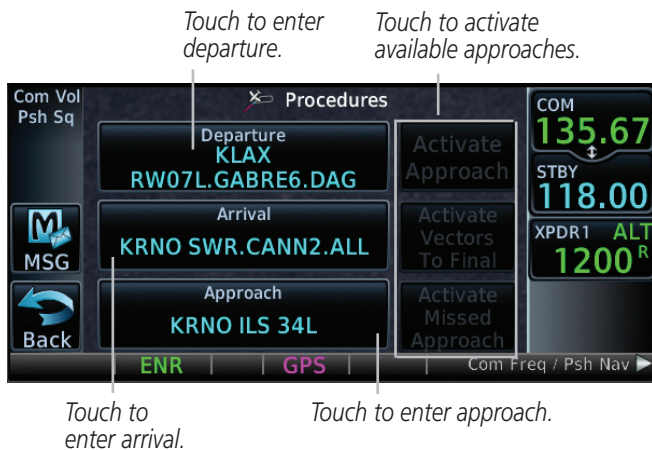 Touch to enter
departure.
Touch to activate
available approaches.
Com Vol
Psh Sq
Procedures
Departure
KLAX
RW07L.GABRE6.DAG
Activate
Approach
COM
135.67
STBY
118.00
MSG
Arrival
KRNO SWR.CANN2.ALL
Activate
Vectors
To Final
XPDR1 ALT
1200 R
Back
Approach
KRNO ILS 34L
Activate
Missed
Approach
ENR
GPS
Com Freq / Psh Nav
Touch to
enter arrival.
Touch to enter approach.